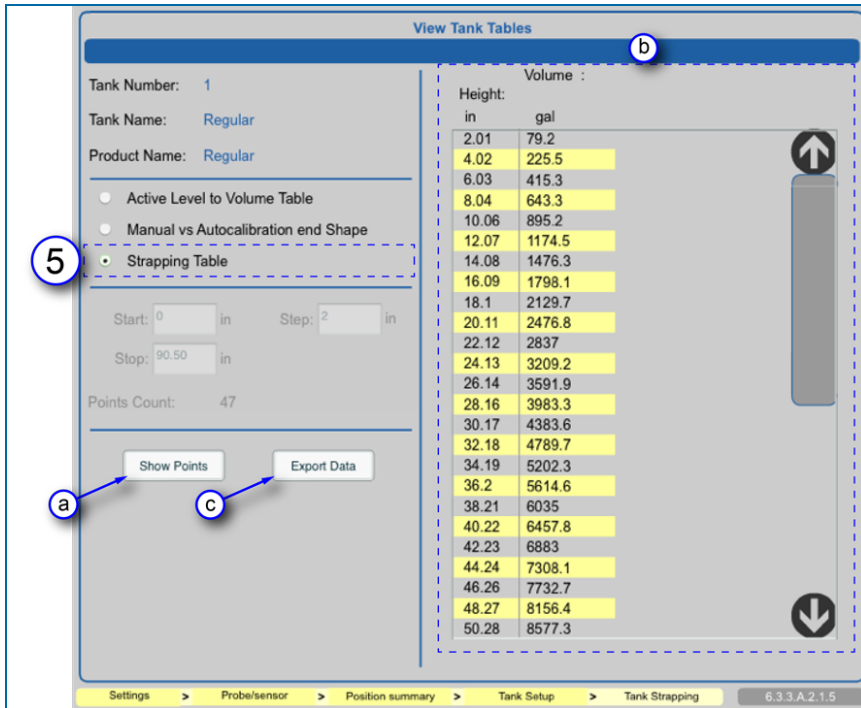 View Tank Tables
b
Tank Number: 1
Tank Name: Regular
Product Name: Regular
Active Level to Volume Table
Manual vs Autocalibration end Shape
5
Strapping Table
Start: 0 in Step: 2 in
Stop: 90.50 in
Points Count: 47
Show Points Export Data
a
c
Volume :
Height:
in gal
2.01 79.2
4.02 225.5
6.03 415.3
8.04 643.3
10.06 895.2
12.07 1174.5
14.08 1476.3
16.09 1798.1
18.1 2129.7
20.11 2476.8
22.12 2837
24.13 3209.2
26.14 3591.9
28.16 3983.3
30.17 4383.6
32.18 4789.7
34.19 5202.3
36.2 5614.6
38.21 6035
40.22 6457.8
42.23 6883
44.24 7308.1
46.26 7732.7
48.27 8156.4
50.28 8577.3
Settings > Probe/sensor > Position summary > Tank Setup > Tank Strapping 6.3.3.A.2.1.5